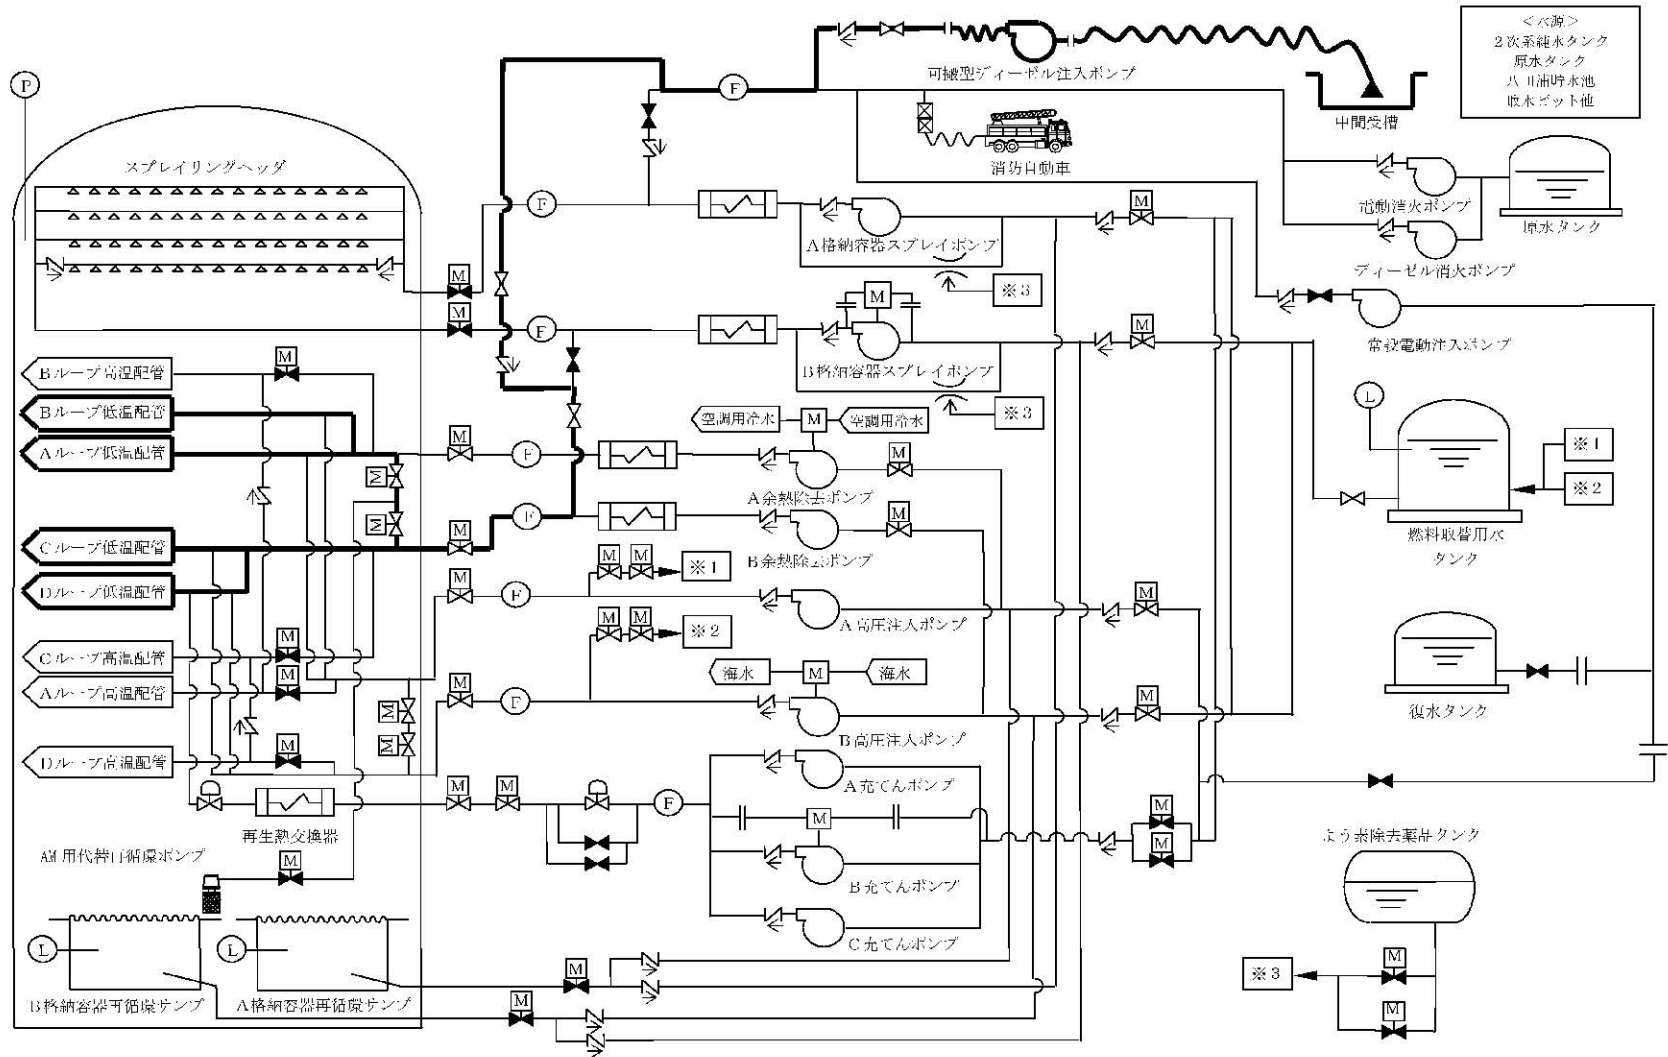 ＜水源＞
2次系純水タンク
原水タンク
八田浦貯水池
取水ピット他
P
可搬型ディーゼル注入ポンプ
F
中間受槽
消防自動車
スプレイリングヘッダ
電動消火ポンプ
原水タンク
ディーゼル消火ポンプ
F
M
A格納容器スプレイポンプ
※3
M
M
F
M
M
B格納容器スプレイポンプ
※3
常設電動注入ポンプ
Bループ高温配管
M
Bループ低温配管
空調用冷水
M
空調用冷水
L
Aループ低温配管
M
M
F
M
A余熱除去ポンプ
※1
※2
M
Cループ低温配管
M
F
M
B余熱除去ポンプ
燃料取替用水
タンク
M
M
※1
Dループ低温配管
M
F
A高圧注入ポンプ
M
M
M
※2
Cループ高温配管
M
海水
M
海水
Aループ高温配管
M
M
M
F
M
復水タンク
M
B高圧注入ポンプ
Dループ高温配管
M
A充てんポンプ
M
M
F
M
M
M
再生熱交換器
よう素除去薬品タンク
AM用代替再循環ポンプ
M
B充てんポンプ
L
L
C充てんポンプ
M
M
※3
B格納容器再循環サンプ
A格納容器再循環サンプ
M
M